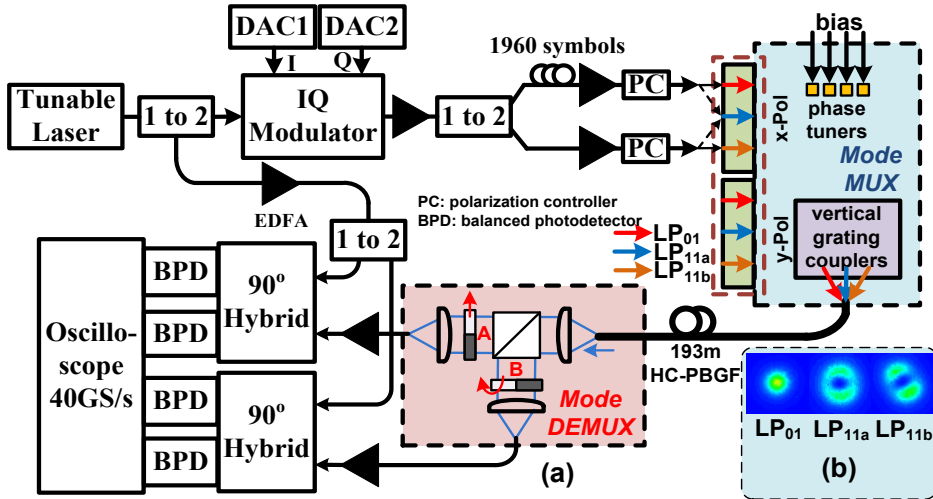 DAC1
DAC2
I
Q
Tunable
Laser
1 to 2
IQ
Modulator
1 to 2
1960 symbols
PC
PC
bias
phase
tuners
x-Pol
Mode
MUX
y-Pol
vertical
grating
couplers
EDFA
PC: polarization controller
BPD: balanced photodetector
LP01
LP11a
LP11b
1 to 2
Oscillo-
scope
40GS/s
BPD
BPD
BPD
BPD
90o
Hybrid
90o
Hybrid
A
B
Mode
DEMUX
(a)
193m
HC-PBGF
LP01
LP11a
LP11b
(b)